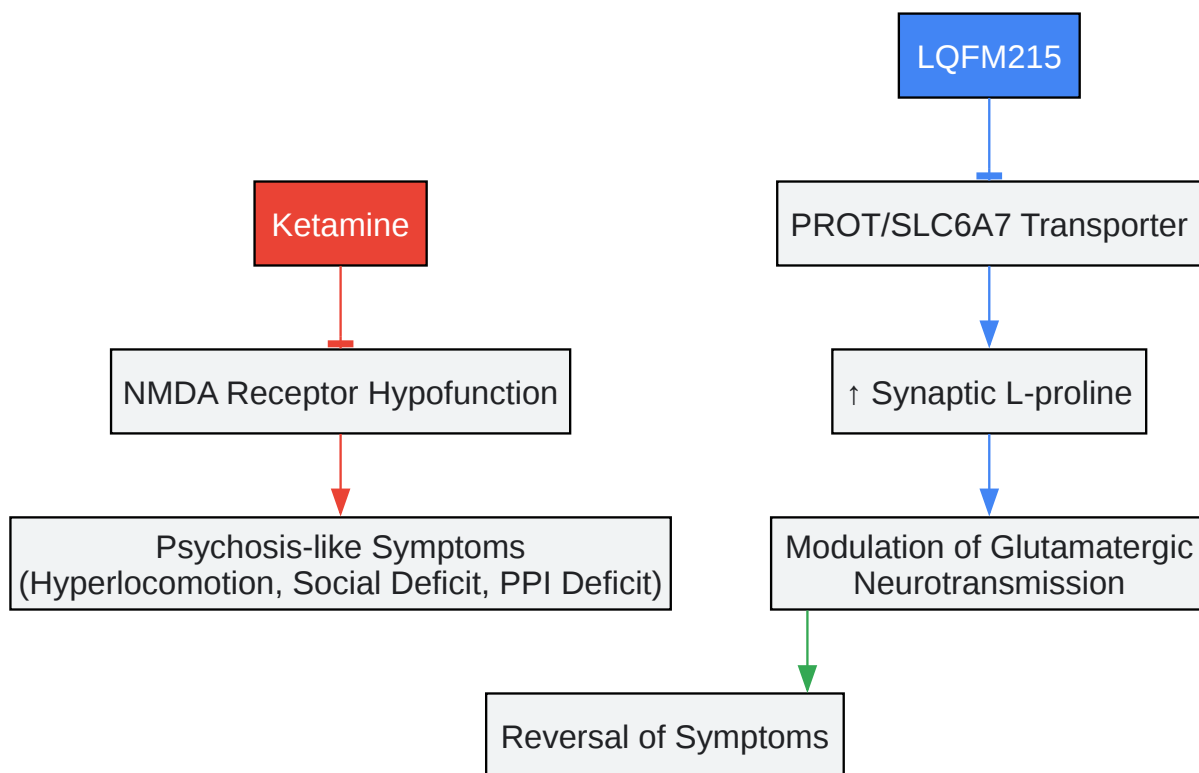 LQFM215
Ketamine
PROT/SLC6A7 Transporter
NMDA Receptor Hypofunction
↑ Synaptic L-proline
Psychosis-like Symptoms
(Hyperlocomotion, Social Deficit, PPI Deficit)
Modulation of Glutamatergic
Neurotransmission
Reversal of Symptoms